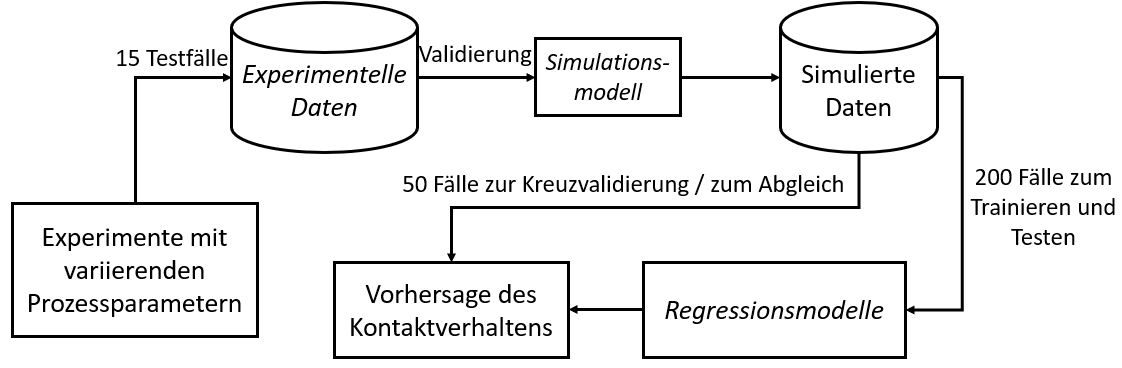 15 Testfälle
Experimentelle
Daten
Validierung
Simulations-
modell
Simulierte
Daten
50 Fälle zur Kreuzvalidierung / zum Abgleich
200 Fälle zum
Trainieren und
Testen
Experimente mit
variierenden
Prozessparametern
Vorhersage des
Kontaktverhaltens
Regressionsmodelle